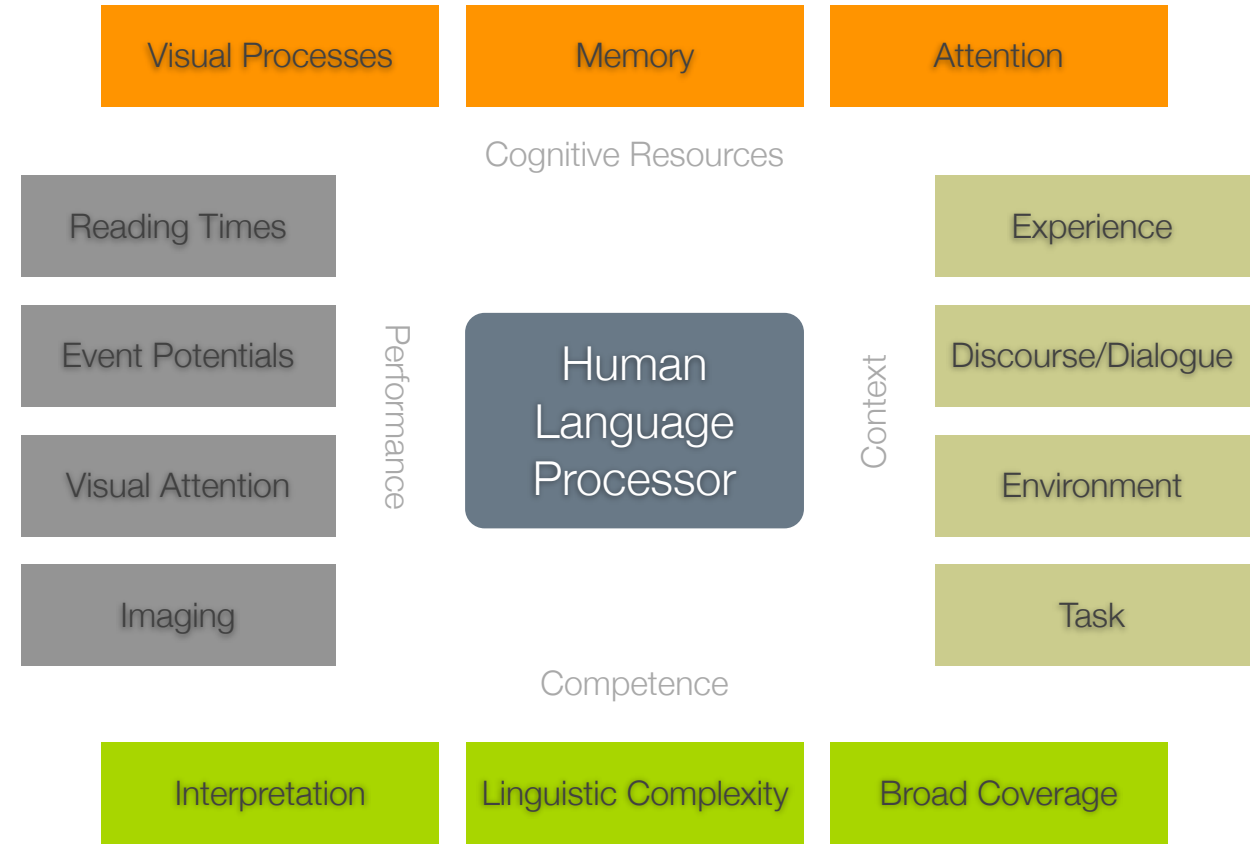 Visual Processes
Memory
Attention
Cognitive Resources
Reading Times
Event Potentials
Visual Attention
Imaging
Performance
Human
Language
Processor
Context
Experience
Discourse/Dialogue
Environment
Task
Competence
Interpretation
Linguistic Complexity
Broad Coverage